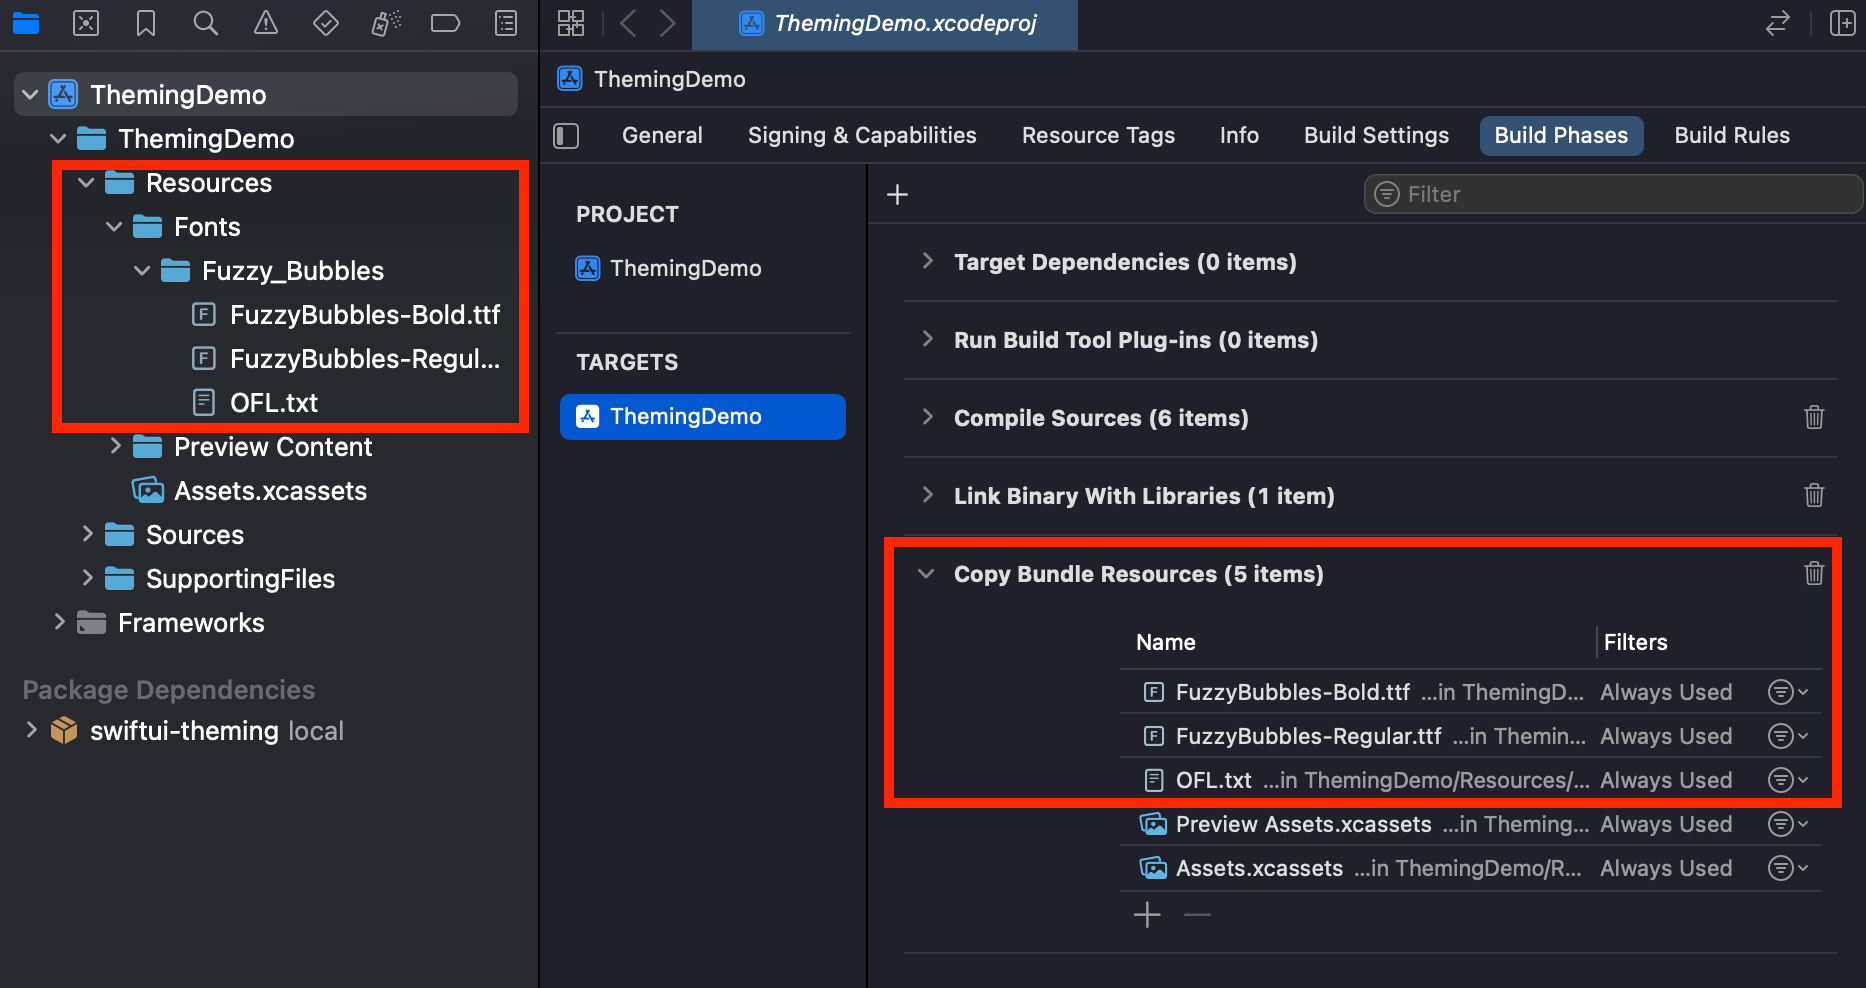 ThemingDemo.xcodeproj
ThemingDemo
ThemingDemo
Resources
Fonts
Fuzzy_Bubbles
F FuzzyBubbles-Bold.ttf
F FuzzyBubbles-Regul...
OFL.txt
Preview Content
Assets.xcassets
Sources
SupportingFiles
Frameworks
Package Dependencies
swiftui-theming local
ThemingDemo
General Signing & Capabilities Resource Tags Info Build Settings Build Phases Build Rules
PROJECT
ThemingDemo
TARGETS
ThemingDemo
Filter
Target Dependencies (0 items)
Run Build Tool Plug-ins (0 items)
Compile Sources (6 items)
Link Binary With Libraries (1 item)
Copy Bundle Resources (5 items)
Name Filters
F FuzzyBubbles-Bold.ttf ...in ThemingD... Always Used
F FuzzyBubbles-Regular.ttf ...in Themin... Always Used
OFL.txt ...in ThemingDemo/Resources/... Always Used
Preview Assets.xcassets ...in Theming... Always Used
Assets.xcassets ...in ThemingDemo/R... Always Used